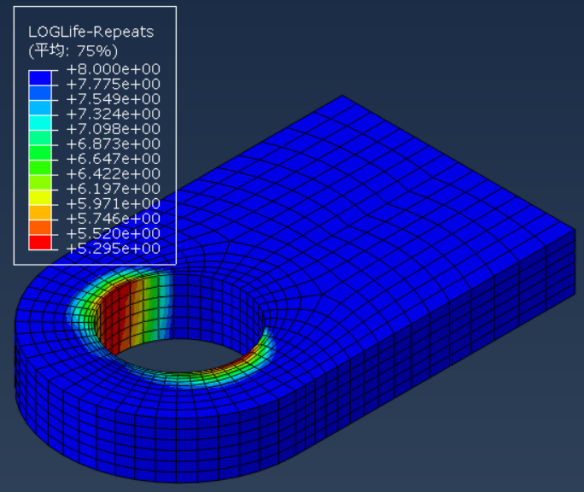 LOGLife-Repeats
(平均: 75%)
+8.000e+00
+7.775e+00
+7.549e+00
+7.324e+00
+7.098e+00
+6.873e+00
+6.647e+00
+6.422e+00
+6.197e+00
+5.971e+00
+5.746e+00
+5.520e+00
+5.295e+00